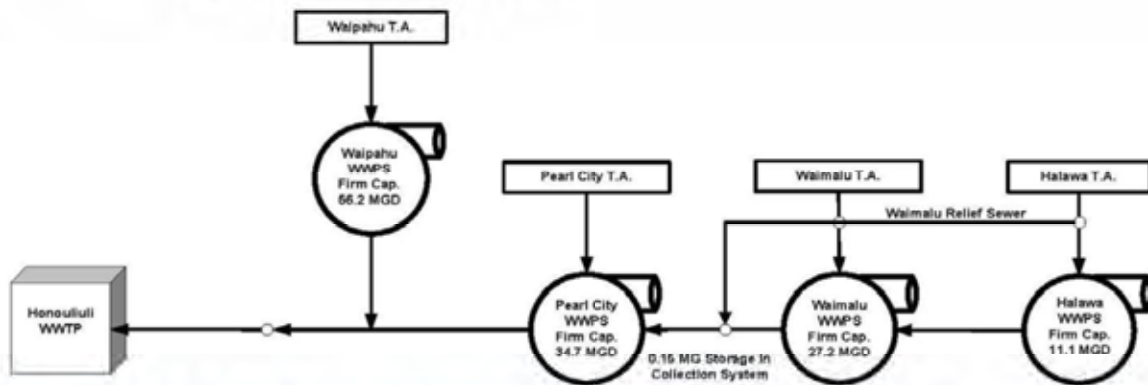 Waipahu T.A.
Waipahu
WWPS
Firm Cap.
56.2 MGD
Pearl City T.A.
Waimalu T.A.
Halawa T.A.
Waimalu Relief Sewer
Honouliuli
WWTP
Pearl City
WWPS
Firm Cap.
34.7 MGD
0.15 MG Storage in
Collection System
Waimalu
WWPS
Firm Cap.
27.2 MGD
Halawa
WWPS
Firm Cap.
11.1 MGD